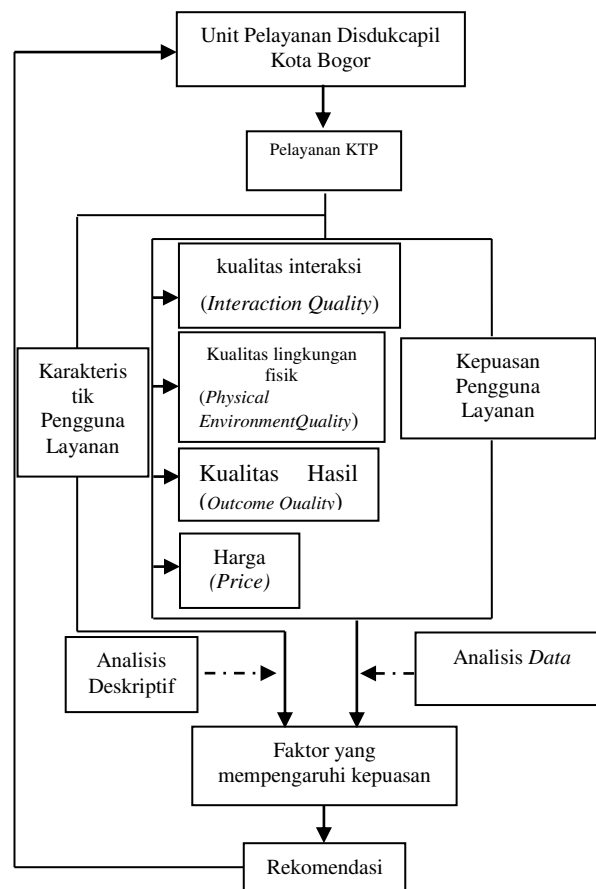 Unit Pelayanan Disdukcapil
Kota Bogor
Pelayanan KTP
kualitas interaksi
(Interaction Quality)
Karakteris
tik
Pengguna
Layanan
Kualitas lingkungan
fisik
(Physical
EnvironmentQuality)
Kepuasan
Pengguna
Layanan
Kualitas Hasil
(Outcome Quality)
Harga
(Price)
Analisis
Deskriptif
Analisis Data
Faktor yang
mempengaruhi kepuasan
Rekomendasi